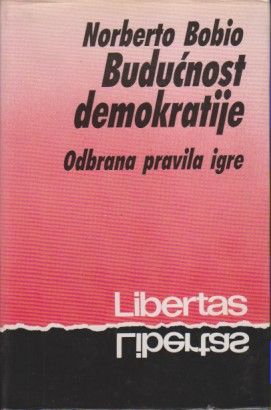 Norberto Bobio
Budućnost
demokratije
Odbrana pravila igre
Libertas
Libertas